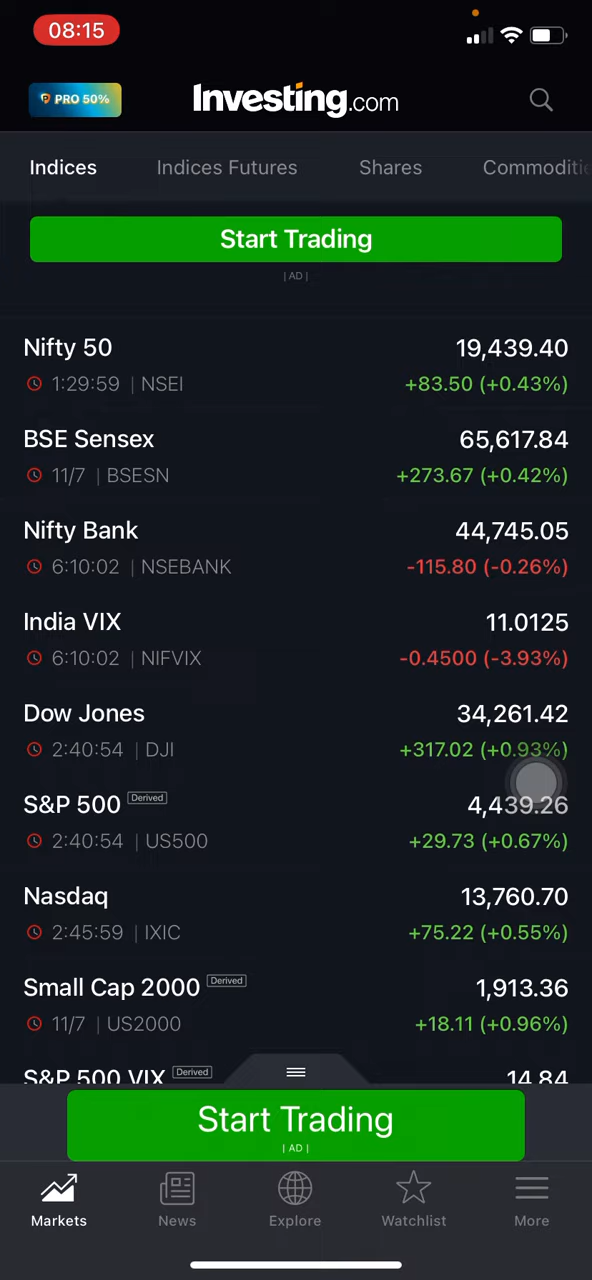 08:15
PRO 50%
Investing.com
Indices Indices Futures Shares Commoditie
Start Trading
| AD |
Nifty 50 19,439.40
1:29:59 | NSEI +83.50 (+0.43%)
BSE Sensex 65,617.84
11/7 | BSESN +273.67 (+0.42%)
Nifty Bank 44,745.05
6:10:02 | NSEBANK -115.80 (-0.26%)
India VIX 11.0125
6:10:02 | NIFVIX -0.4500 (-3.93%)
Dow Jones 34,261.42
2:40:54 | DJI +317.02 (+0.93%)
S&P 500 Derived 4,439.26
2:40:54 | US500 +29.73 (+0.67%)
Nasdaq 13,760.70
2:45:59 | IXIC +75.22 (+0.55%)
Small Cap 2000 Derived 1,913.36
11/7 | US2000 +18.11 (+0.96%)
S&P 500 VIX Derived 14.84
Start Trading
| AD |
Markets News Explore Watchlist More